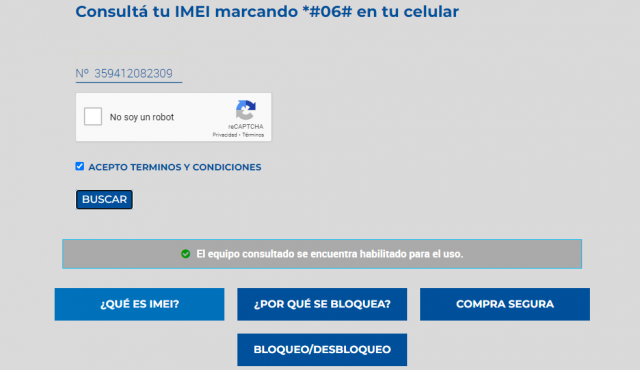 Consultá tu IMEI marcando *#06# en tu celular
Nº 359412082309
No soy un robot
reCAPTCHA
Privacidad - Términos
ACEPTO TERMINOS Y CONDICIONES
BUSCAR
El equipo consultado se encuentra habilitado para el uso.
¿QUÉ ES IMEI?
¿POR QUÉ SE BLOQUEA?
COMPRA SEGURA
BLOQUEO/DESBLOQUEO